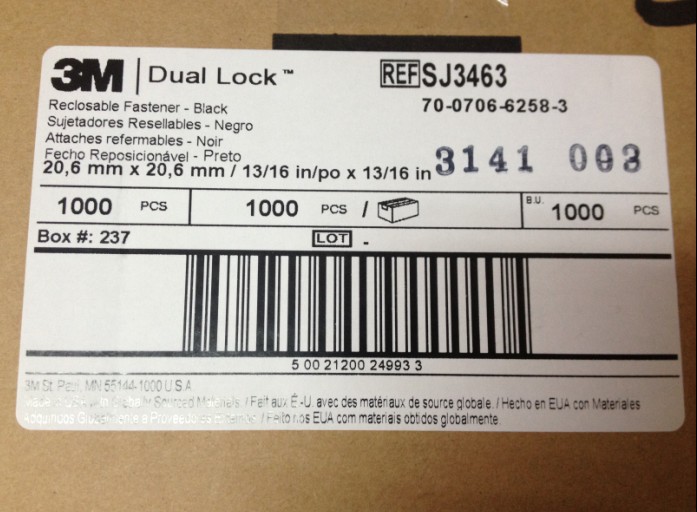 3M | Dual Lock™
REF SJ3463
70-0706-6258-3
Reclosable Fastener - Black
Sujetadores Resellables - Negro
Attaches refermables - Noir
Fecho Reposicionável - Preto
20,6 mm x 20,6 mm / 13/16 in/po x 13/16 in
3141 003
1000 PCS
1000 PCS /
B.U. 1000 PCS
Box #: 237
LOT -
5 00 21200 24993 3
3M St. Paul, MN 55144-1000 U.S.A
Sourced Materials. / Fait aux É.-U. avec des matériaux de source globale. / Hecho en EUA con Materiales
/ Feito nos EUA com materiais obtidos globalmente.